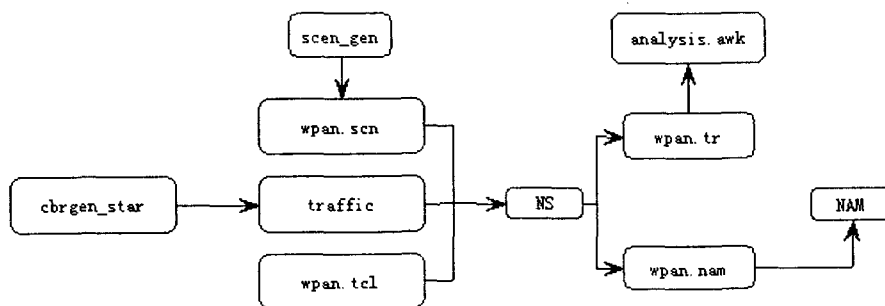 scen_gen
analysis.awk
wpan.scn
wpan.tr
cbrgen_star
traffic
NS
NAM
wpan.tcl
wpan.nam